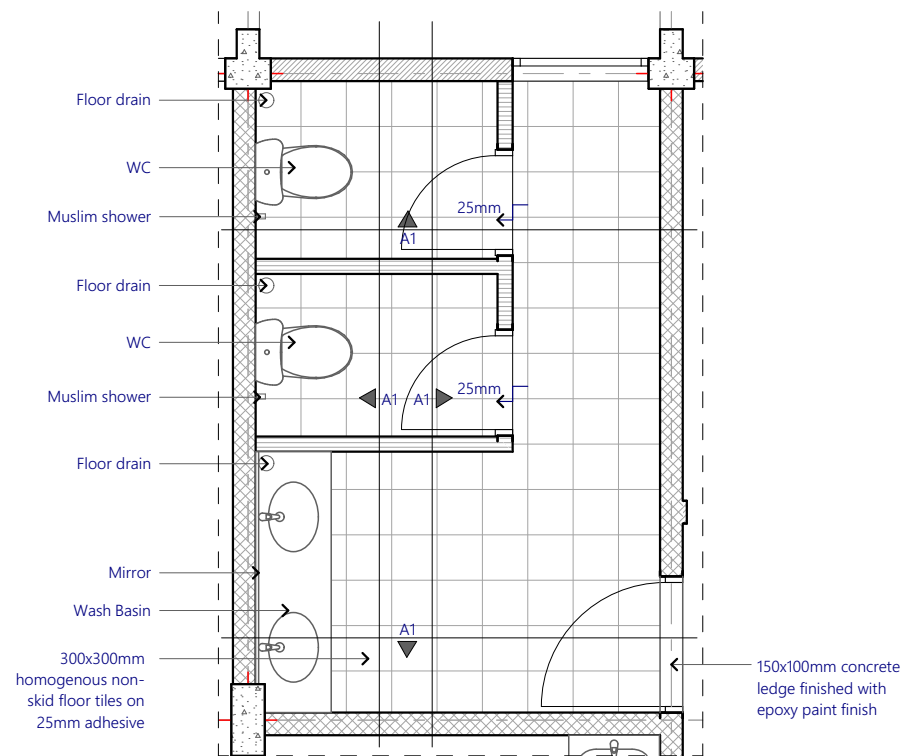 Floor drain
WC
Muslim shower
25mm
A1
Floor drain
WC
Muslim shower
A1
A1
25mm
Floor drain
Mirror
Wash Basin
A1
300x300mm
homogenous non-
skid floor tiles on
25mm adhesive
150x100mm concrete
ledge finished with
epoxy paint finish